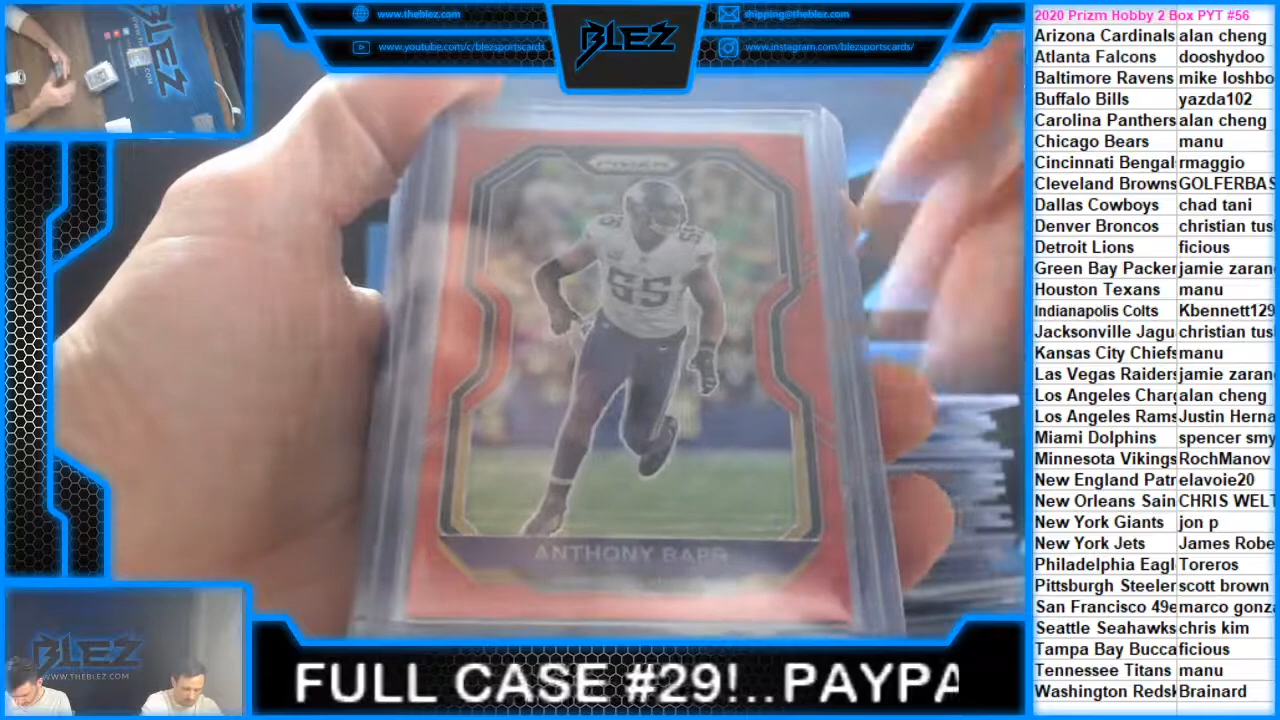 www.theblez.com
shipping@theblez.com
www.youtube.com/c/blezsportscards
www.instagram.com/blezsportscards/
BLEZ
PRIZM
55
55
ANTHONY BARR
BLEZ
WWW.THEBLEZ.COM
FULL CASE #29!..PAYPA
2020 Prizm Hobby 2 Box PYT #56
Arizona Cardinals alan cheng
Atlanta Falcons dooshydoo
Baltimore Ravens mike loshbo
Buffalo Bills yazda102
Carolina Panthers alan cheng
Chicago Bears manu
Cincinnati Bengal rmaggio
Cleveland Browns GOLFERBAS
Dallas Cowboys chad tani
Denver Broncos christian tus
Detroit Lions ficious
Green Bay Packer jamie zaran
Houston Texans manu
Indianapolis Colts Kbennett129
Jacksonville Jagu christian tus
Kansas City Chiefs manu
Las Vegas Raiders jamie zaran
Los Angeles Charg alan cheng
Los Angeles Rams Justin Herna
Miami Dolphins spencer smy
Minnesota Vikings RochManov
New England Patr elavoie20
New Orleans Sain CHRIS WELT
New York Giants jon p
New York Jets James Robe
Philadelphia Eagl Toreros
Pittsburgh Steeler scott brown
San Francisco 49e marco gonza
Seattle Seahawks chris kim
Tampa Bay Bucca ficious
Tennessee Titans manu
Washington Redsk Brainard